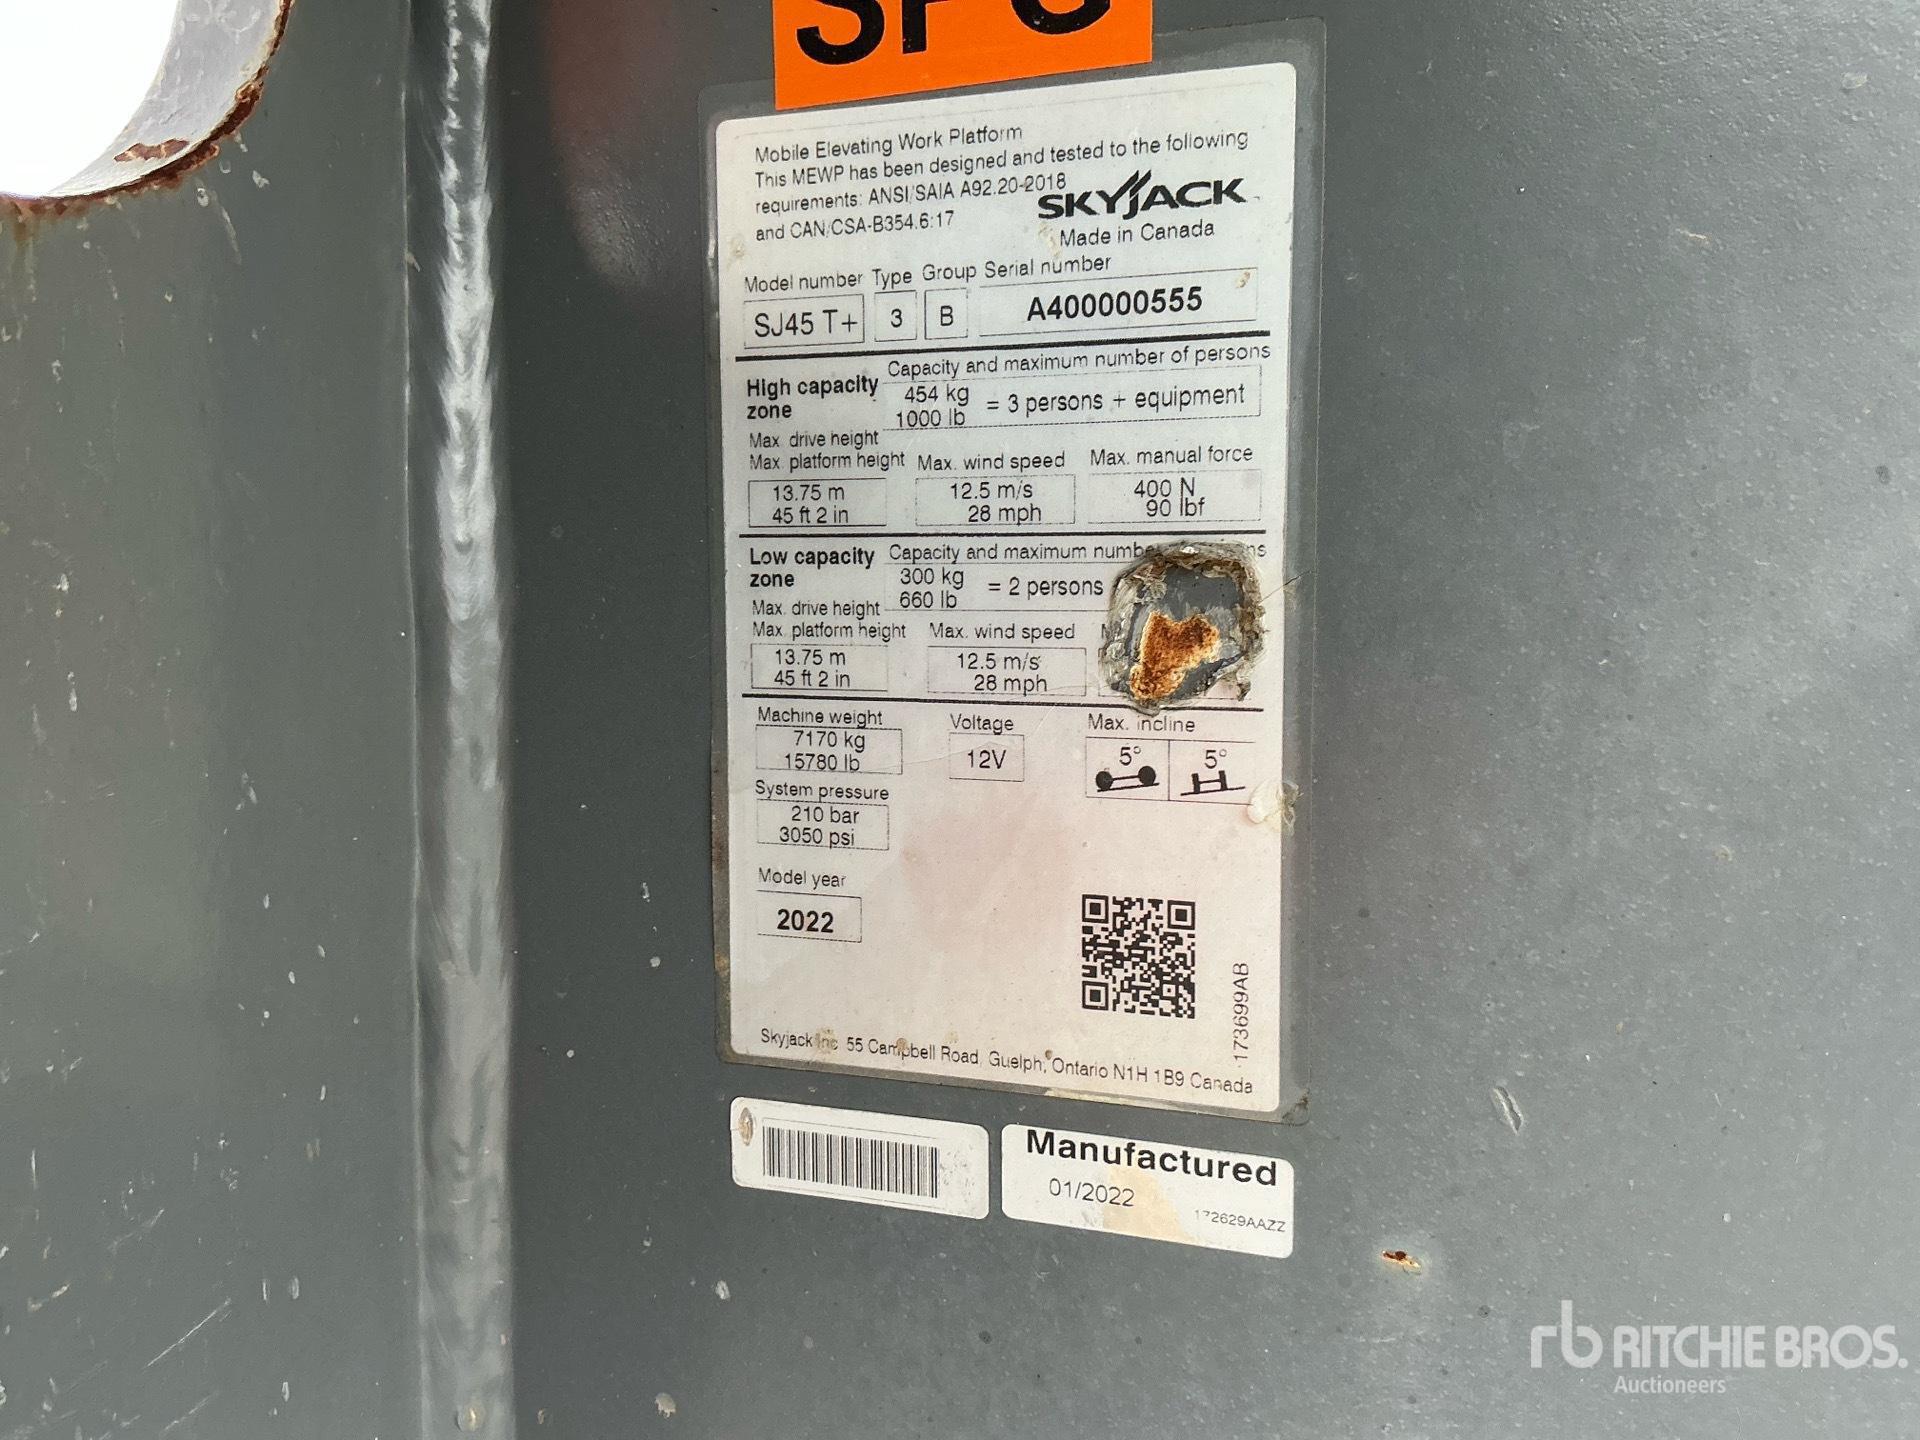 SPG
Mobile Elevating Work Platform
This MEWP has been designed and tested to the following
requirements: ANSI/SAIA A92.20-2018
and CAN/CSA-B354.6:17
SKYJACK
Made in Canada
Model number Type Group Serial number
SJ45 T+ 3 B A400000555
Capacity and maximum number of persons
High capacity zone
454 kg
1000 lb
= 3 persons + equipment
Max. drive height
Max. platform height Max. wind speed Max. manual force
13.75 m 12.5 m/s 400 N
45 ft 2 in 28 mph 90 lbf
Low capacity zone
Capacity and maximum
300 kg
660 lb
= 2 persons
Max. drive height
Max. platform height Max. wind speed
13.75 m 12.5 m/s
45 ft 2 in 28 mph
Machine weight Voltage Max. incline
7170 kg 12V 5° 5°
15780 lb
System pressure
210 bar
3050 psi
Model year
2022
173699AB
Skyjack Inc 55 Campbell Road, Guelph, Ontario N1H 1B9 Canada
Manufactured
01/2022
172629AAZZ
rb RITCHIE BROS.
Auctioneers